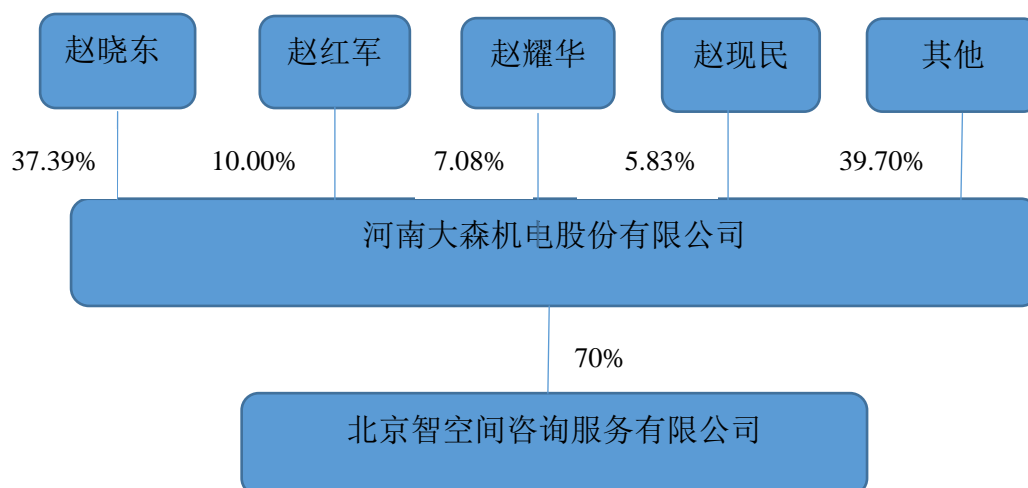 赵晓东 赵红军 赵耀华 赵现民 其他
37.39% 10.00% 7.08% 5.83% 39.70%
河南大森机电股份有限公司
70%
北京智空间咨询服务有限公司